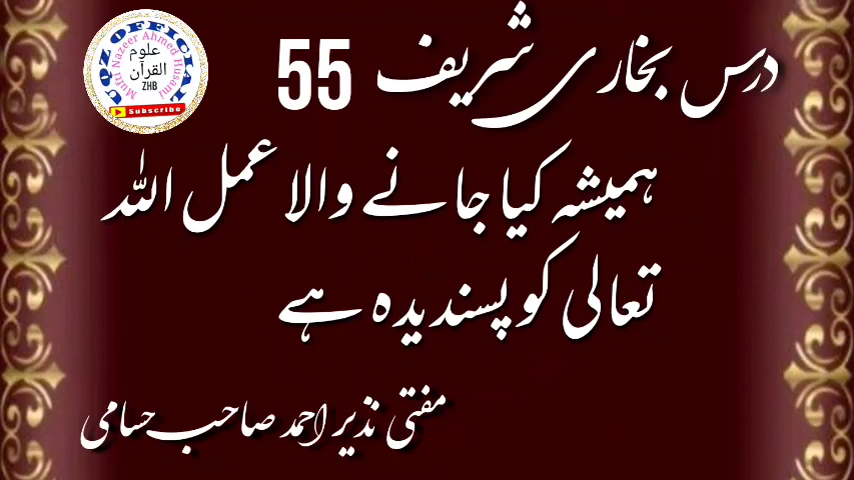 درس بخاری شریف 55
ہمیشہ کیا جانے والا عمل اللہ
تعالی کو پسندیدہ ہے
مفتی نذیر احمد صاحب حسامی
UQZ OFFICIAL
Mufti Nazeer Ahmed Husami
علوم
القرآن
ZHB
Subscribe